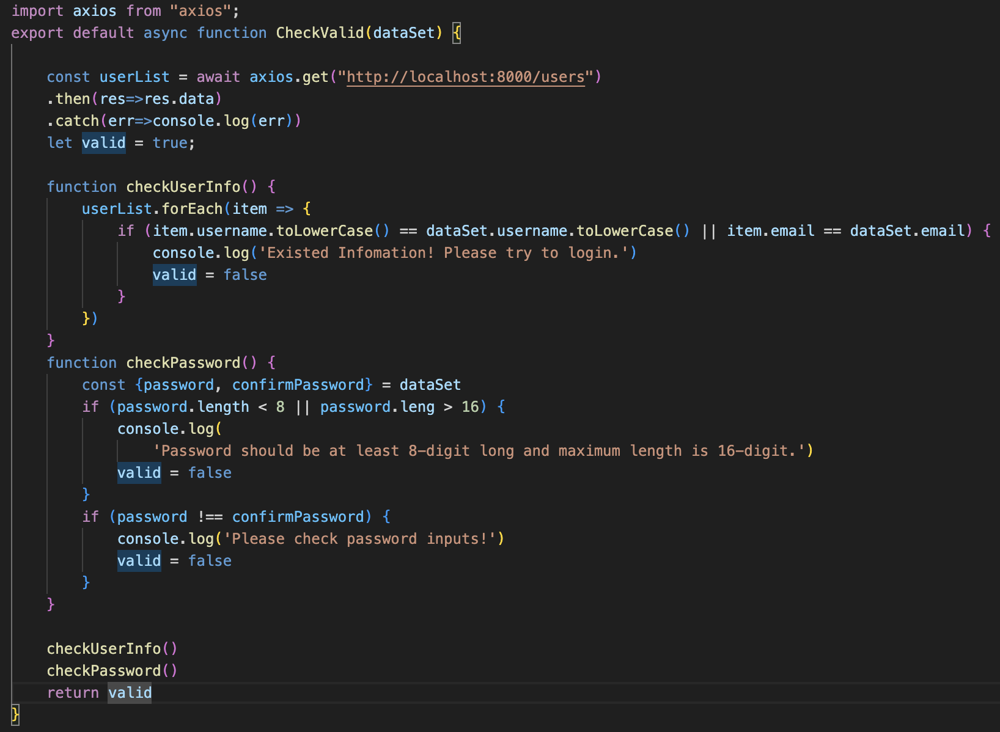 import axios from "axios";
export default async function CheckValid(dataSet) {
const userList = await axios.get("http://localhost:8000/users")
.then(res=>res.data)
.catch(err=>console.log(err))
let valid = true;
function checkUserInfo() {
userList.forEach(item => {
if (item.username.toLowerCase() == dataSet.username.toLowerCase() || item.email == dataSet.email) {
console.log('Existed Infomation! Please try to login.')
valid = false
}
})
}
function checkPassword() {
const {password, confirmPassword} = dataSet
if (password.length < 8 || password.leng > 16) {
console.log(
'Password should be at least 8-digit long and maximum length is 16-digit.')
valid = false
}
if (password !== confirmPassword) {
console.log('Please check password inputs!')
valid = false
}
}
checkUserInfo()
checkPassword()
return valid
}